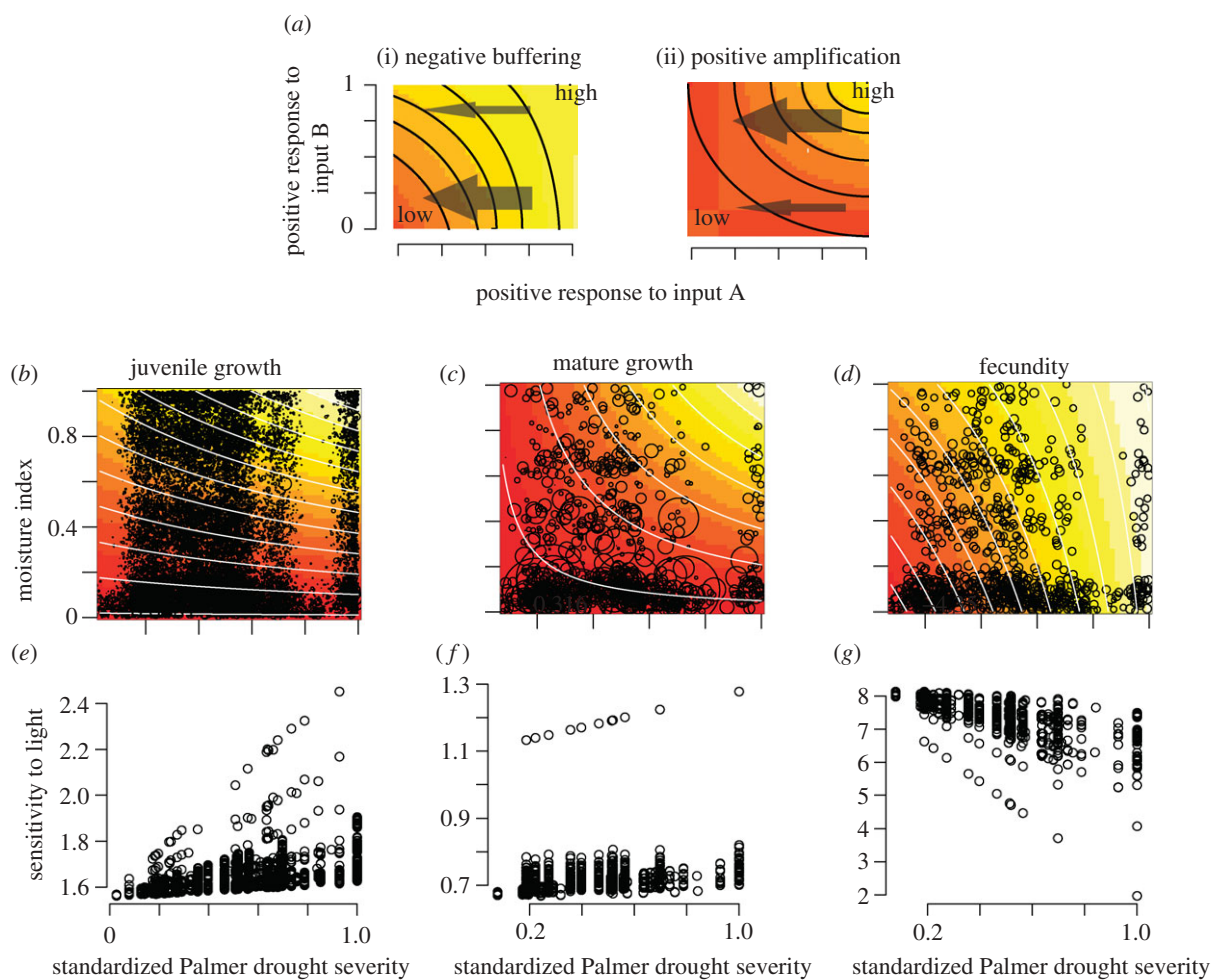 (a)
(i) negative buffering
(ii) positive amplification
positive response to
input B
1
0
high
low
high
low
positive response to input A
(b)
juvenile growth
(c)
mature growth
(d)
fecundity
moisture index
0.8
0.4
0
(e)
(f)
(g)
sensitivity to light
2.4
2.2
2.0
1.8
1.6
1.3
1.1
0.9
0.7
8
7
6
5
4
3
2
0
1.0
0.2
1.0
0.2
1.0
standardized Palmer drought severity
standardized Palmer drought severity
standardized Palmer drought severity